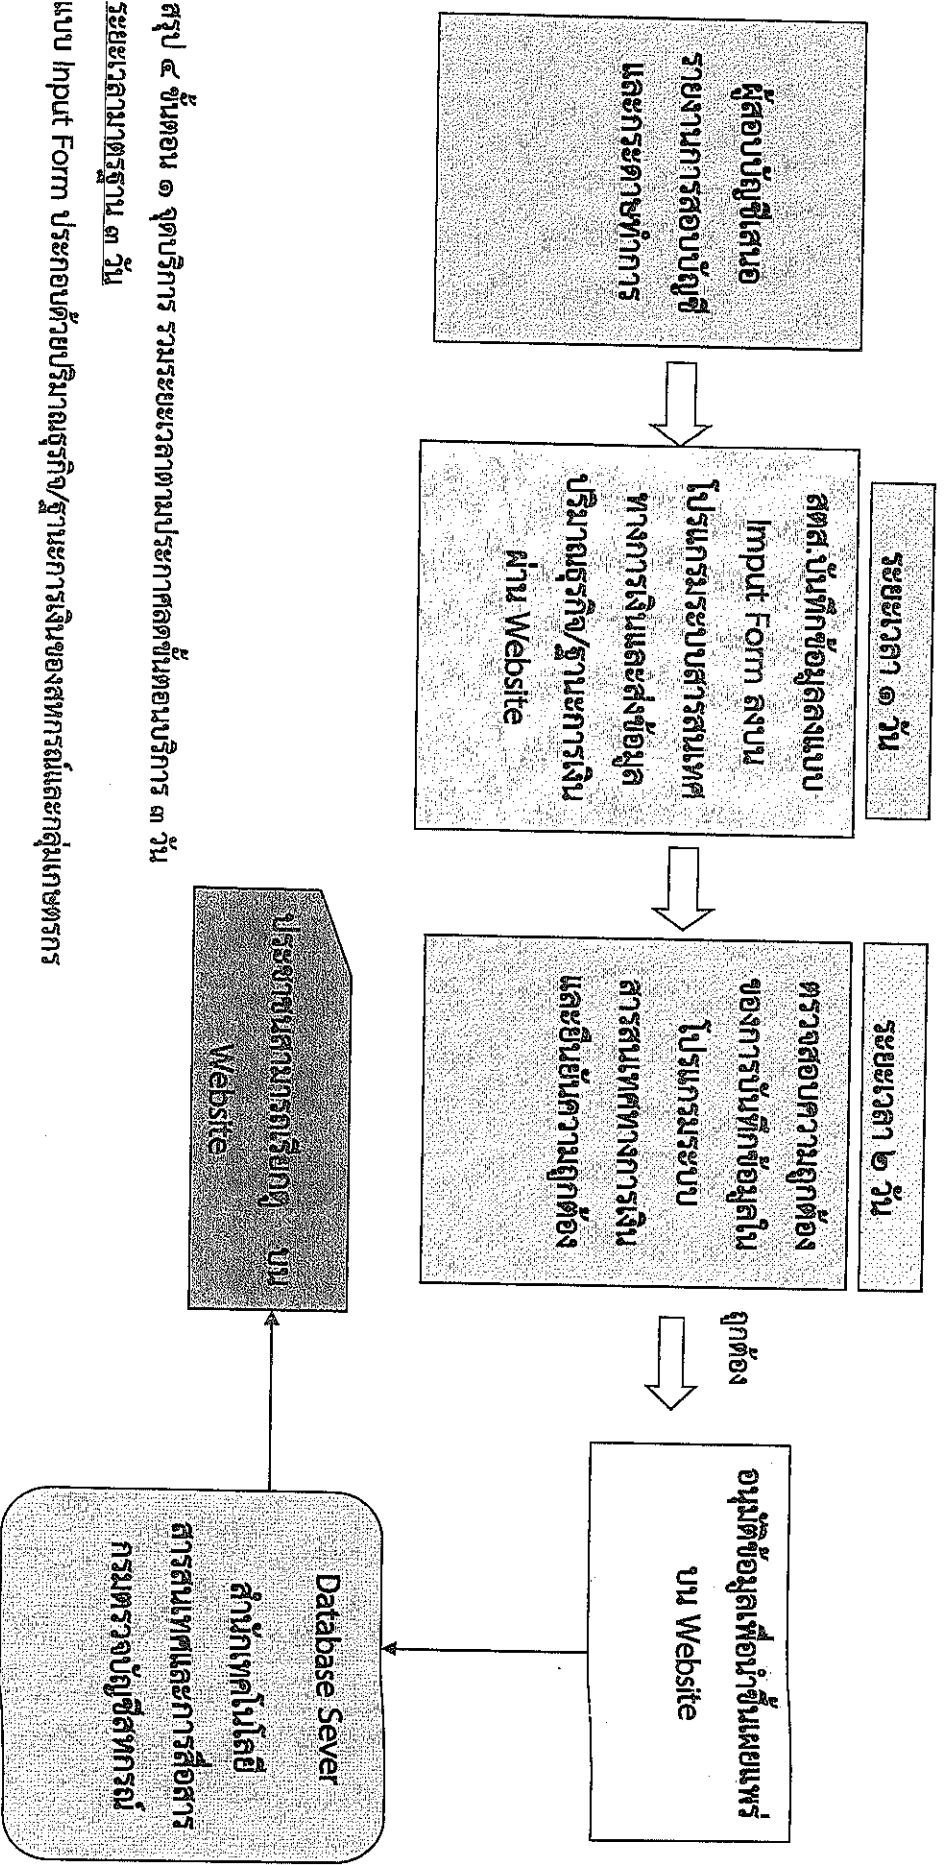 ผู้สอบบัญชีเสนอ
รายงานการสอบบัญชี
และกระดาษทำการ
ระยะเวลา ๑ วัน
สตส.บันทึกข้อมูลลงแบบ
Imput Form ลงบน
โปรแกรมระบบสารสนเทศ
ทางการเงินและส่งข้อมูล
ปริมาณธุรกิจ/ฐานะการเงิน
ผ่าน Website
ระยะเวลา ๒ วัน
ตรวจสอบความถูกต้อง
ของการบันทึกข้อมูลใน
โปรแกรมระบบ
สารสนเทศทางการเงิน
และยืนยันความถูกต้อง
ถูกต้อง
อนุมัติข้อมูลเพื่อนำขึ้นเผยแพร่
บน Website
Database Sever
สำนักเทคโนโลยี
สารสนเทศและการสื่อสาร
กรมตรวจบัญชีสหกรณ์
ประชาชนสามารถเรียกดู บน
Website
สรุป ๔ ขั้นตอน ๑ จุดบริการ รวมระยะเวลาตามประกาศลดขั้นตอนบริการ ๓ วัน
ระยะเวลามาตรฐาน ๓ วัน
แบบ Input Form ประกอบด้วยปริมาณธุรกิจ/ฐานะการเงินของสหกรณ์และกลุ่มเกษตรกร